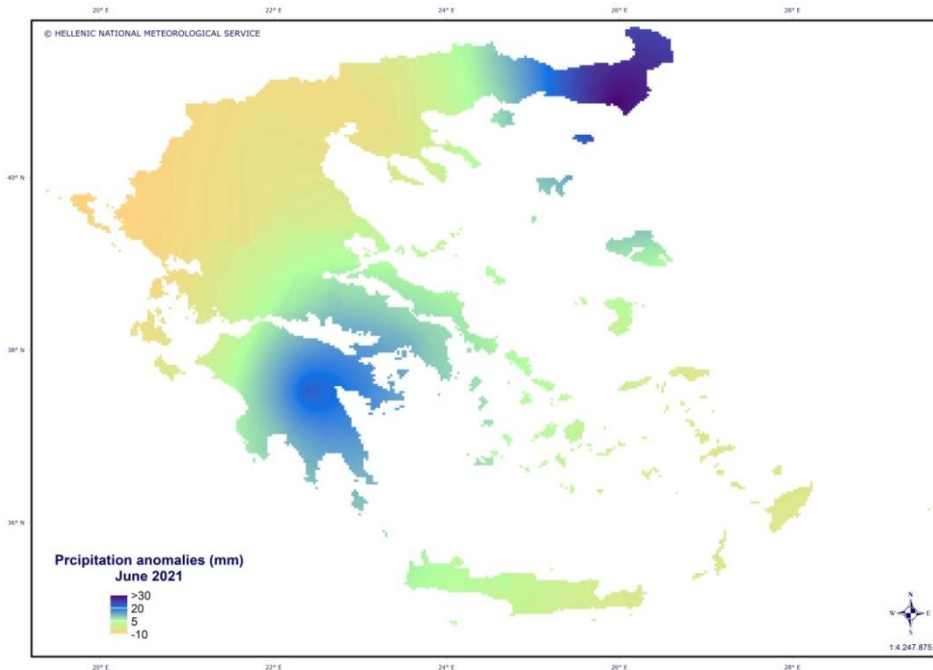 20° E 22° E 24° E 26° E 28° E
© HELLENIC NATIONAL METEOROLOGICAL SERVICE
40° N
38° N
36° N
Prcipitation anomalies (mm)
June 2021
>30
20
5
-10
N
W E
S
1:4.247.875
20° E 22° E 24° E 26° E 28° E